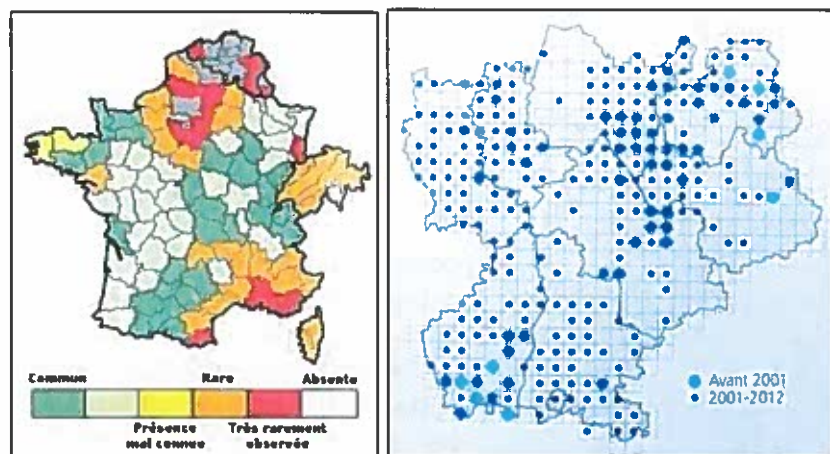 Commun Rare Absente
Présence
mal connue
Très rarement
observée
Avant 2001
2001-2012